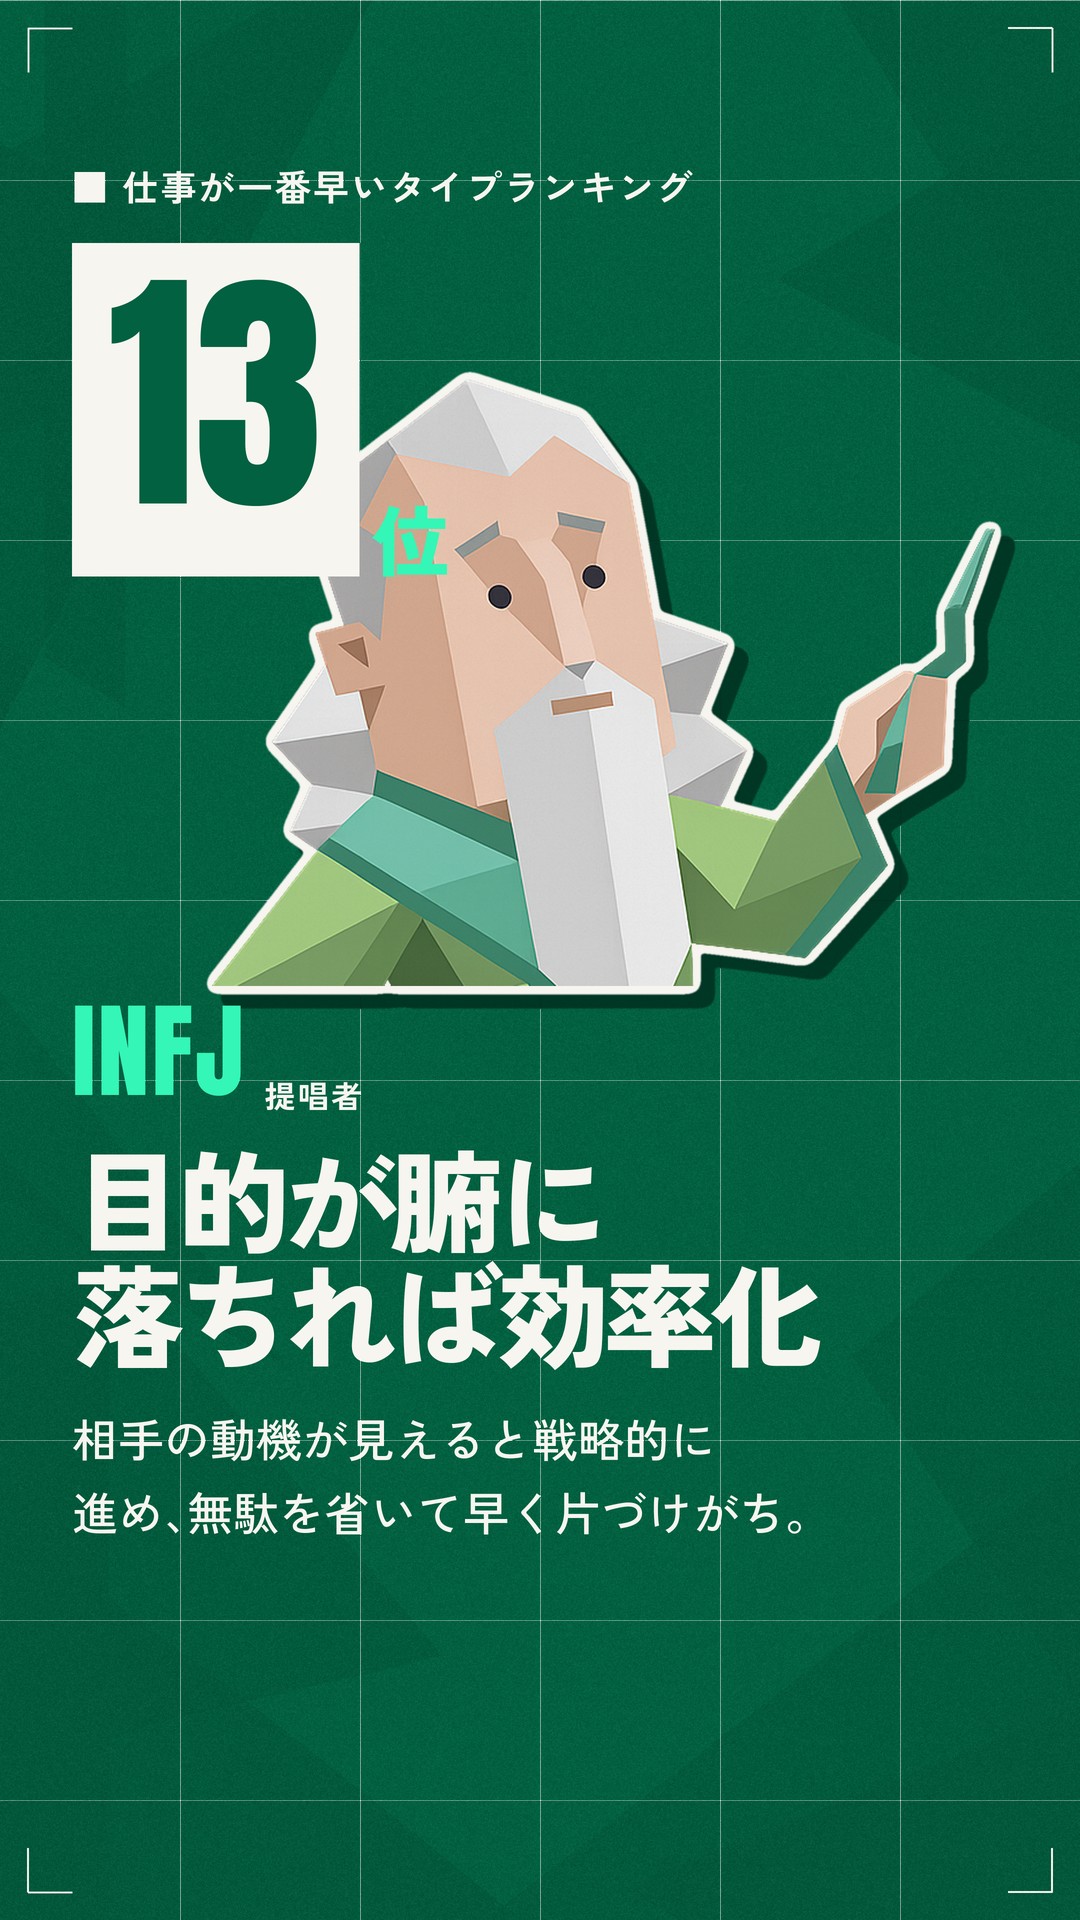 ■ 仕事が一番早いタイプランキング
13
位
INFJ
提唱者
目的が腑に
落ちれば効率化
相手の動機が見えると戦略的に
進め、無駄を省いて早く片づけがち。